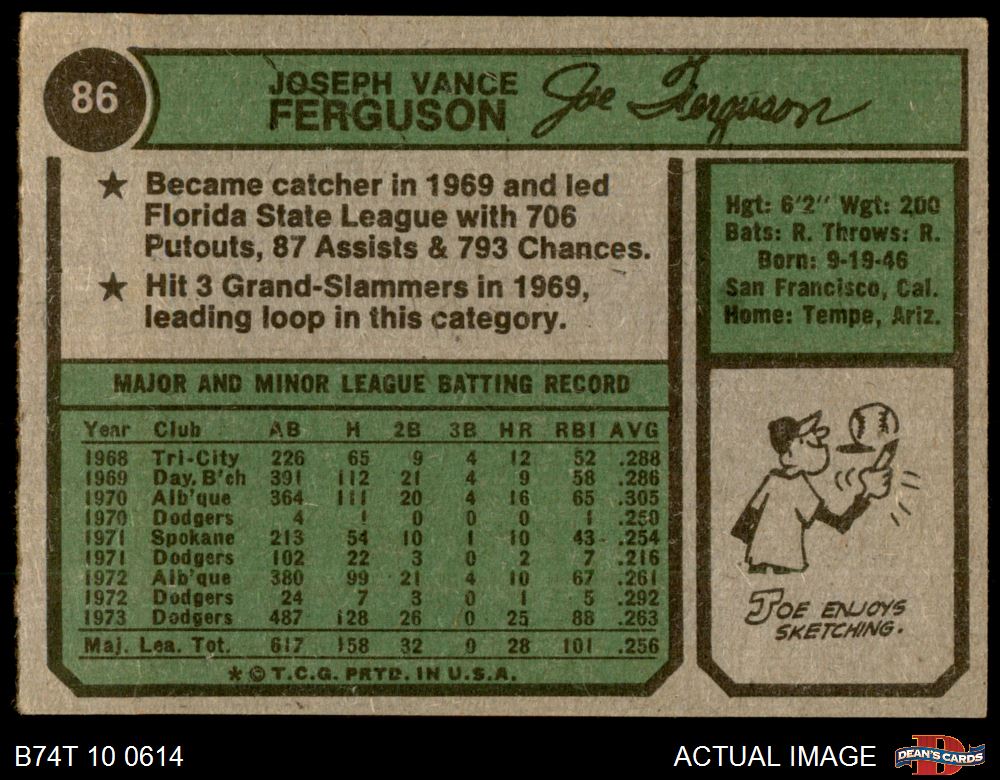 86
JOSEPH VANCE
FERGUSON
Joe Ferguson
★ Became catcher in 1969 and led
Florida State League with 706
Putouts, 87 Assists & 793 Chances.
★ Hit 3 Grand-Slammers in 1969,
leading loop in this category.
Hgt: 6'2" Wgt: 200
Bats: R. Throws: R.
Born: 9-19-46
San Francisco, Cal.
Home: Tempe, Ariz.
MAJOR AND MINOR LEAGUE BATTING RECORD
Year Club AB H 2B 3B HR RBI AVG
1968 Tri-City 226 65 9 4 12 52 .288
1969 Day. B'ch 391 112 21 4 9 58 .286
1970 Alb'que 364 111 20 4 16 65 .305
1970 Dodgers 4 1 0 0 0 1 .250
1971 Spokane 213 54 10 1 10 43 .254
1971 Dodgers 102 22 3 0 2 7 .216
1972 Alb'que 380 99 21 4 10 67 .261
1972 Dodgers 24 7 3 0 1 5 .292
1973 Dodgers 487 128 26 0 25 88 .263
Maj. Lea. Tot. 617 158 32 0 28 101 .256
* © T.C.G. PRTD. IN U.S.A.
JOE ENJOYS
SKETCHING.
B74T 10 0614
ACTUAL IMAGE
DEAN'S CARDS